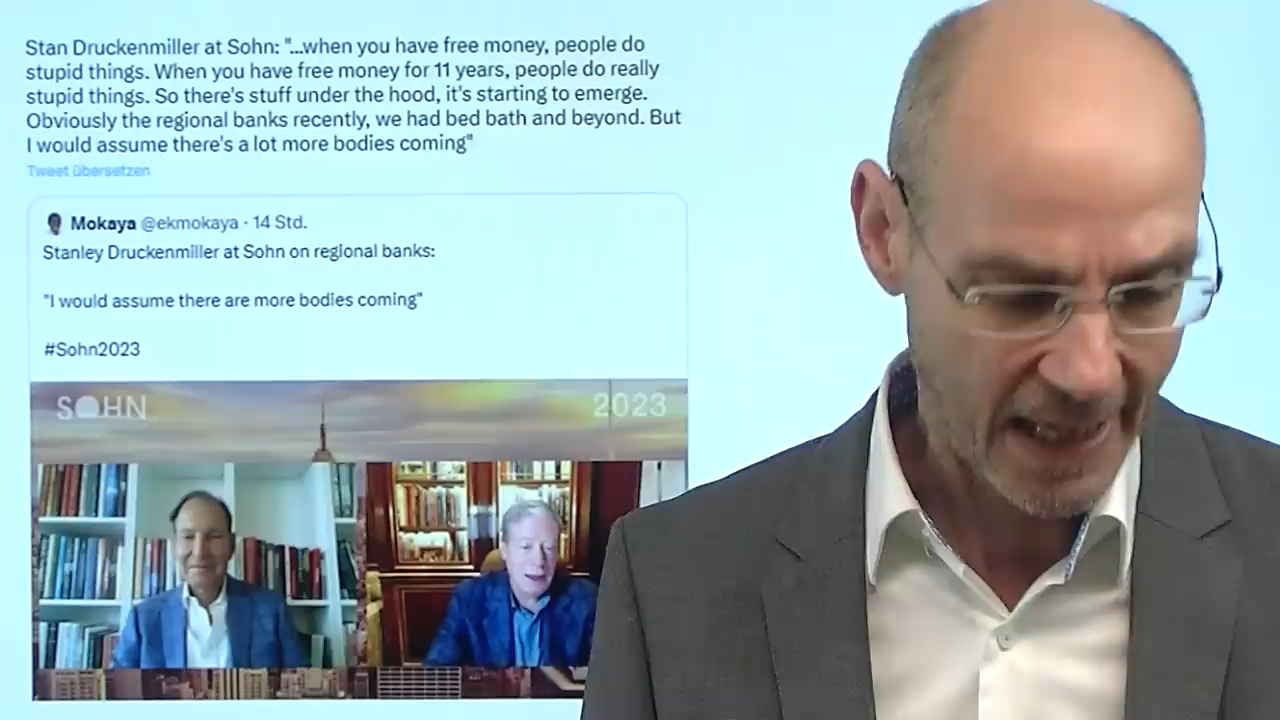 Stan Druckenmiller at Sohn: "...when you have free money, people do
stupid things. When you have free money for 11 years, people do really
stupid things. So there's stuff under the hood, it's starting to emerge.
Obviously the regional banks recently, we had bed bath and beyond. But
I would assume there's a lot more bodies coming"
Tweet übersetzen
Mokaya @ekmokaya · 14 Std.
Stanley Druckenmiller at Sohn on regional banks:
"I would assume there are more bodies coming"
#Sohn2023
SOHN
2023